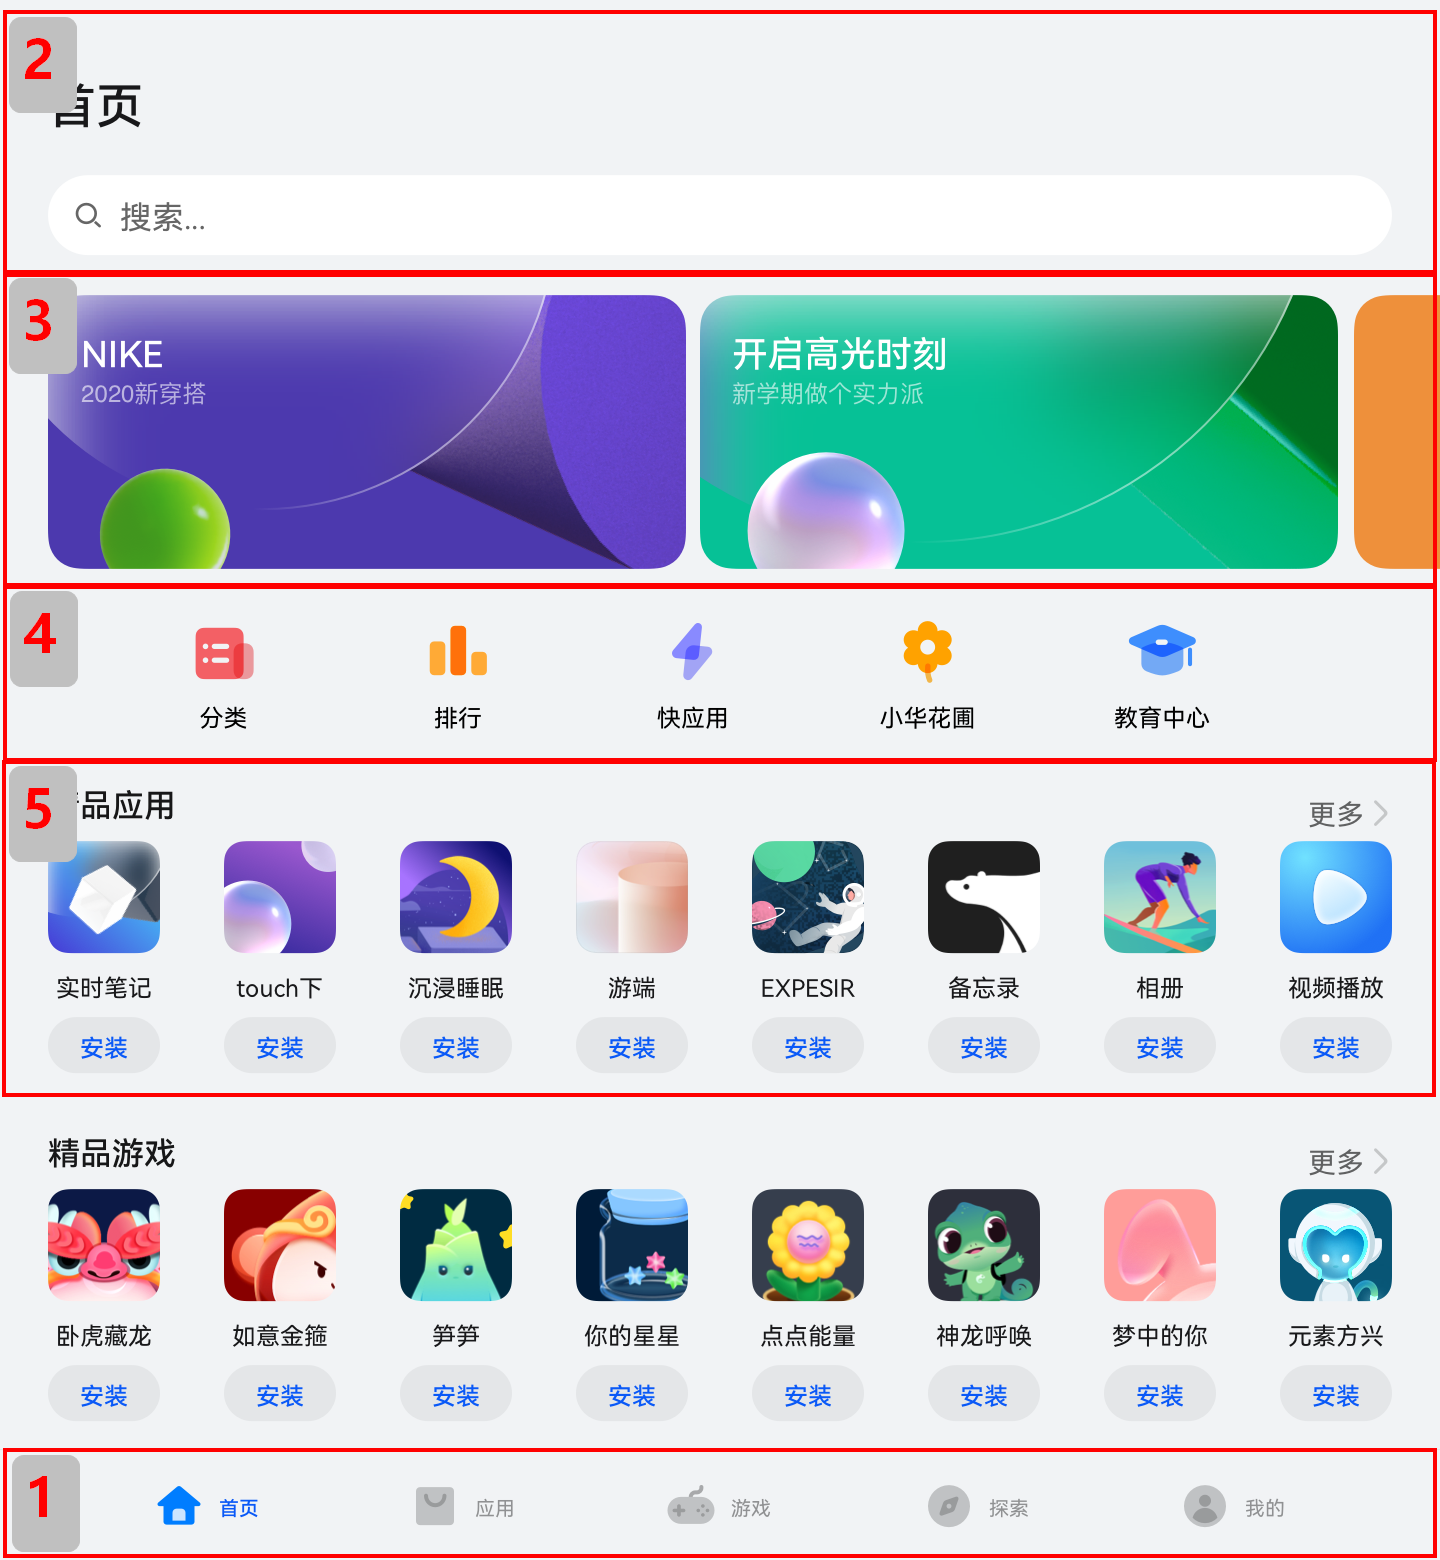 2
首页
搜索...
3
NIKE
2020新穿搭
开启高光时刻
新学期做个实力派
4
分类 排行 快应用 小华花圃 教育中心
5
品应用 更多
实时笔记 touch下 沉浸睡眠 游端 EXPESIR 备忘录 相册 视频播放
安装 安装 安装 安装 安装 安装 安装 安装
精品游戏 更多
卧虎藏龙 如意金箍 笋笋 你的星星 点点能量 神龙呼唤 梦中的你 元素方兴
安装 安装 安装 安装 安装 安装 安装 安装
1
首页 应用 游戏 探索 我的